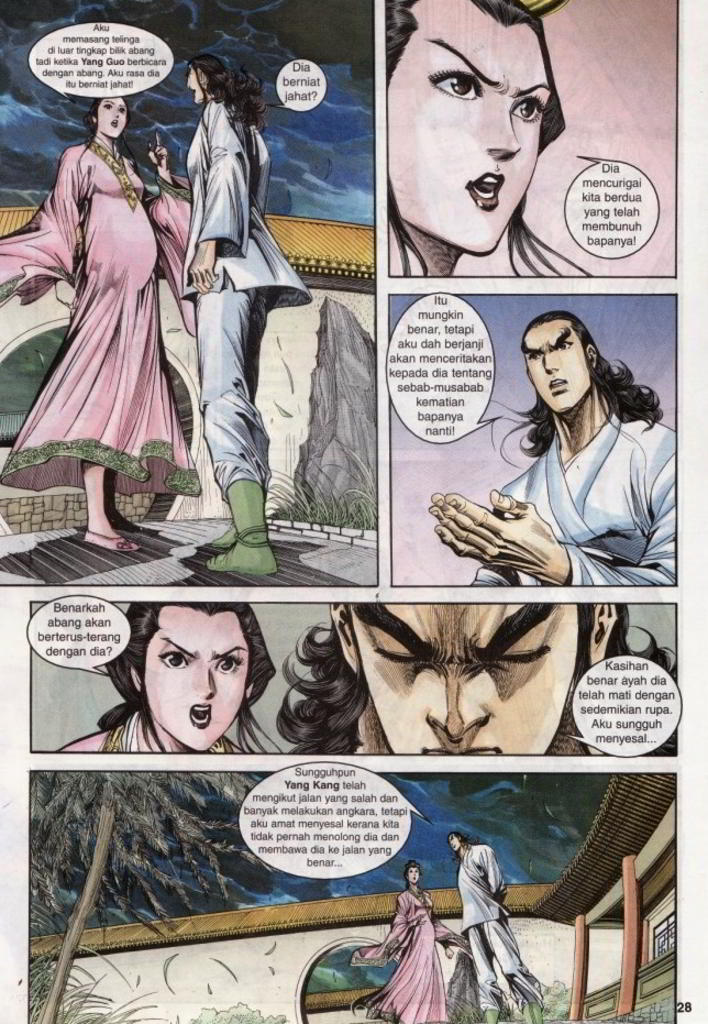 Aku
memasang telinga
di luar tingkap bilik abang
tadi ketika Yang Guo berbicara
dengan abang. Aku rasa dia
itu berniat jahat!
Dia
berniat
jahat?
Dia
mencurigai
kita berdua
yang telah
membunuh
bapanya!
Itu
mungkin
benar, tetapi
aku dah berjanji
akan menceritakan
kepada dia tentang
sebab-musabab
kematian
bapanya
nanti!
Benarkah
abang akan
berterus-terang
dengan dia?
Kasihan
benar ayah dia
telah mati dengan
sedemikian rupa.
Aku sungguh
menyesal...
Sungguhpun
Yang Kang telah
mengikut jalan yang salah dan
banyak melakukan angkara, tetapi
aku amat menyesal kerana kita
tidak pernah menolong dia dan
membawa dia ke jalan yang
benar...
28